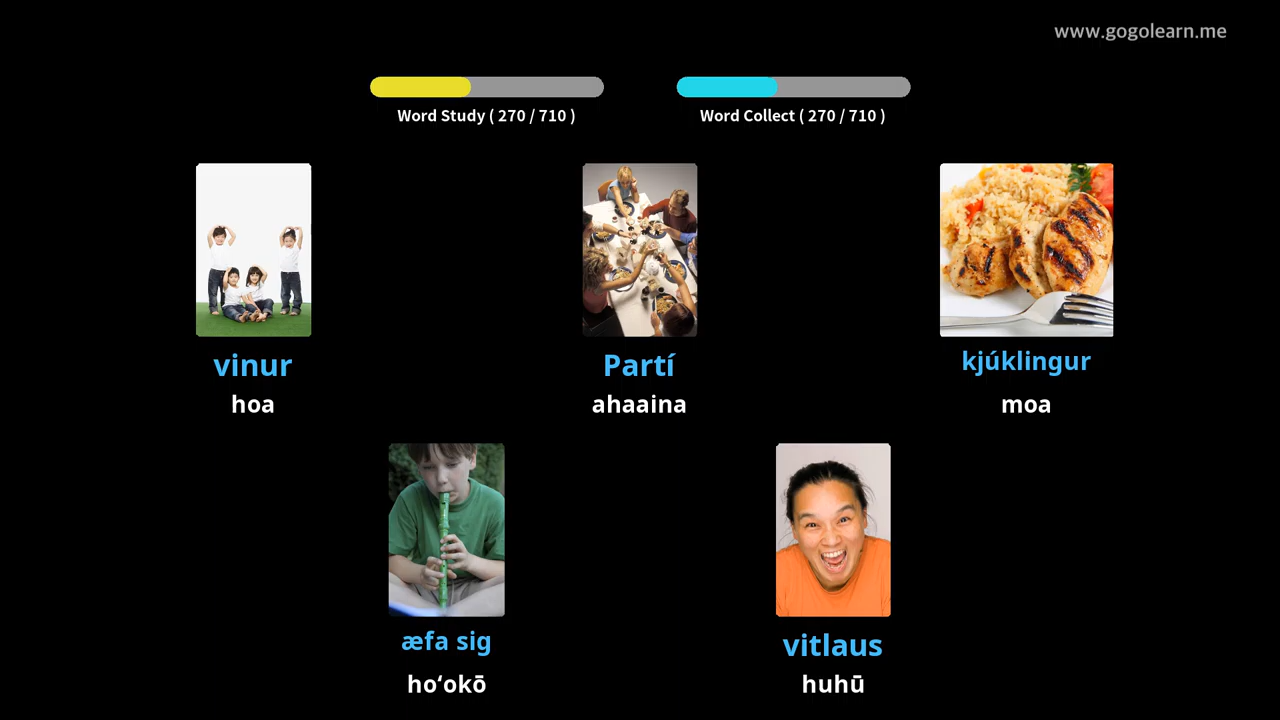 www.gogolearn.me
Word Study ( 270 / 710 )
Word Collect ( 270 / 710 )
vinur
hoa
Partí
ahaaina
kjúklingur
moa
æfa sig
hoʻokō
vitlaus
huhū